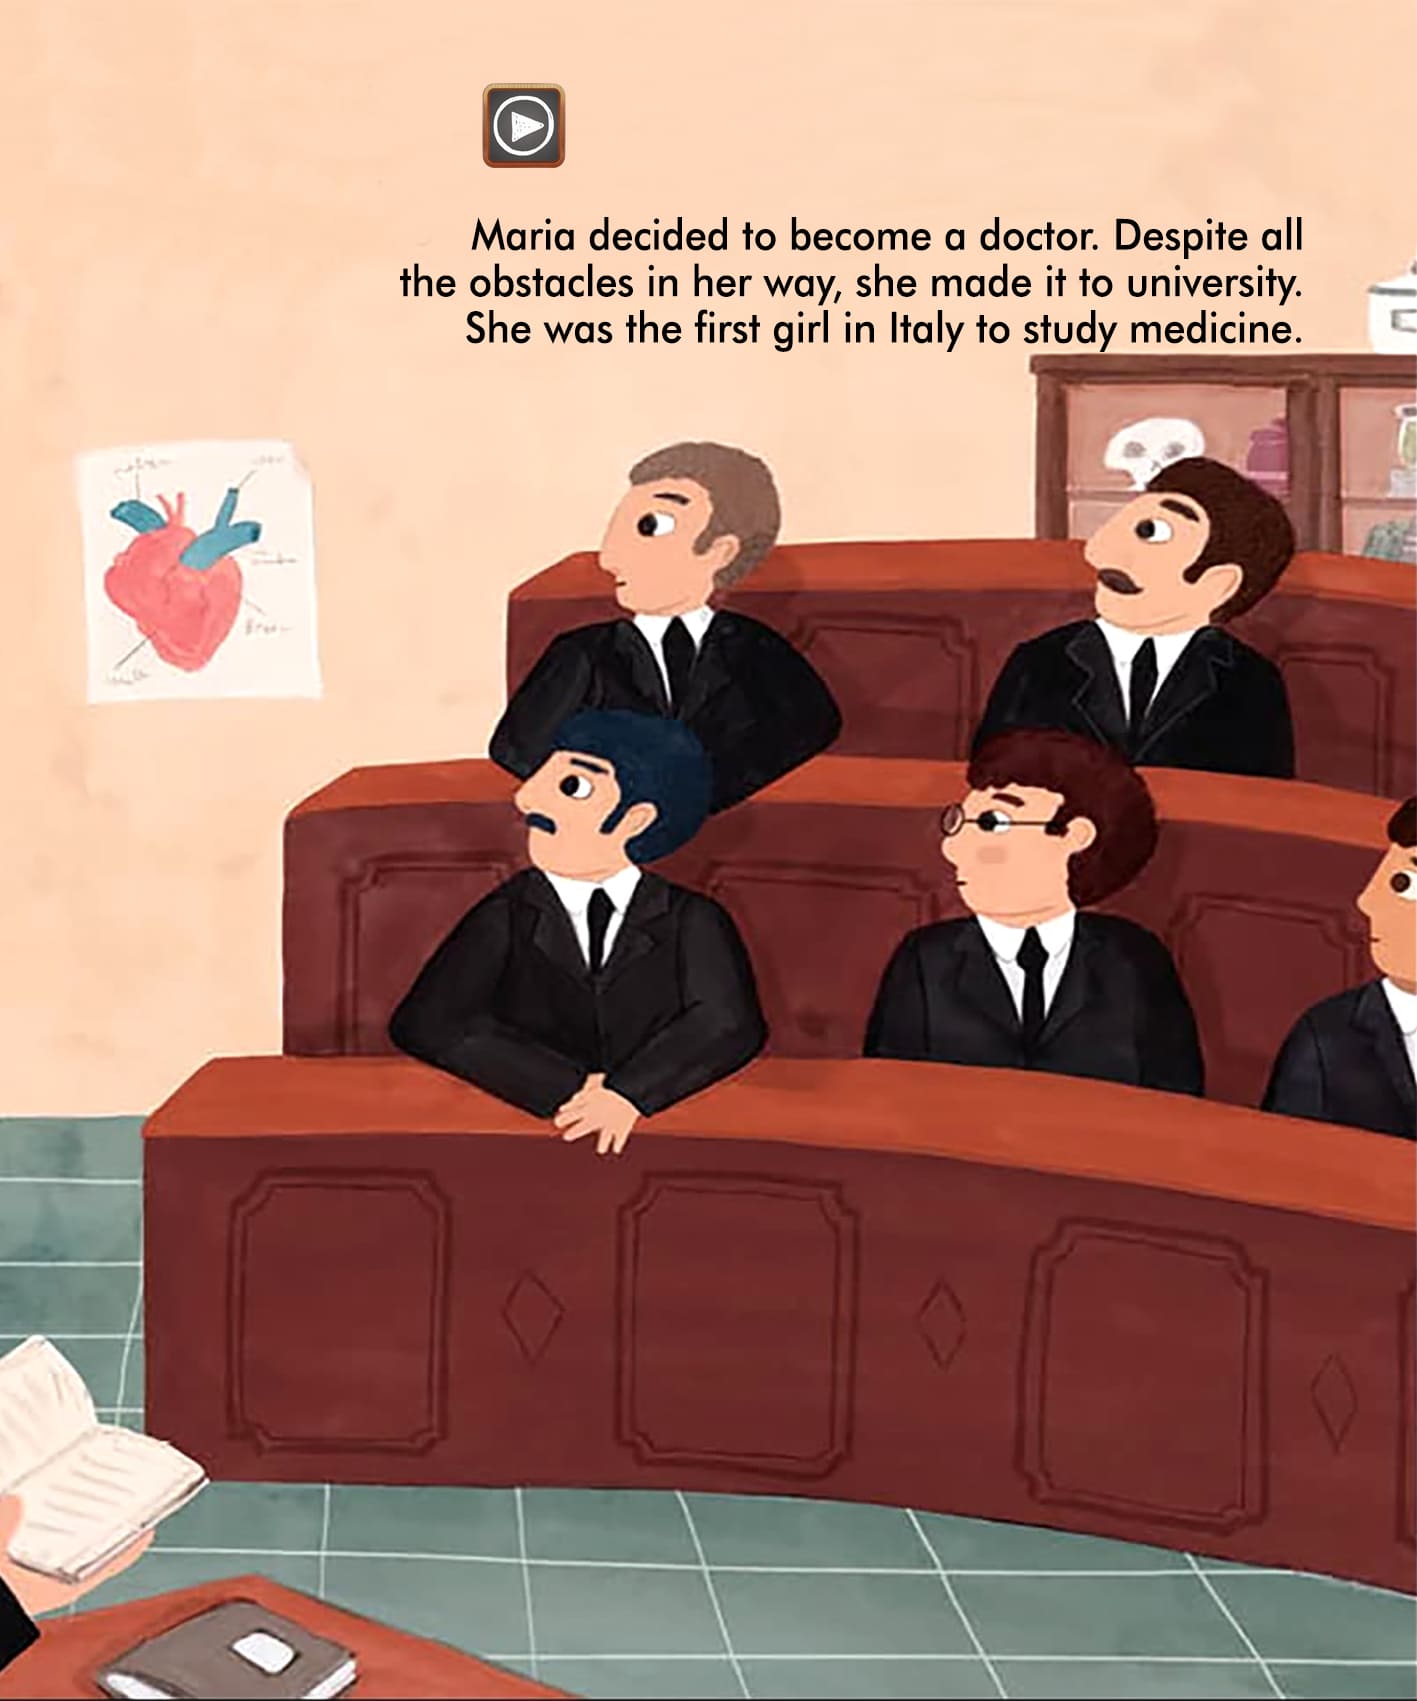 Maria decided to become a doctor. Despite all
the obstacles in her way, she made it to university.
She was the first girl in Italy to study medicine.